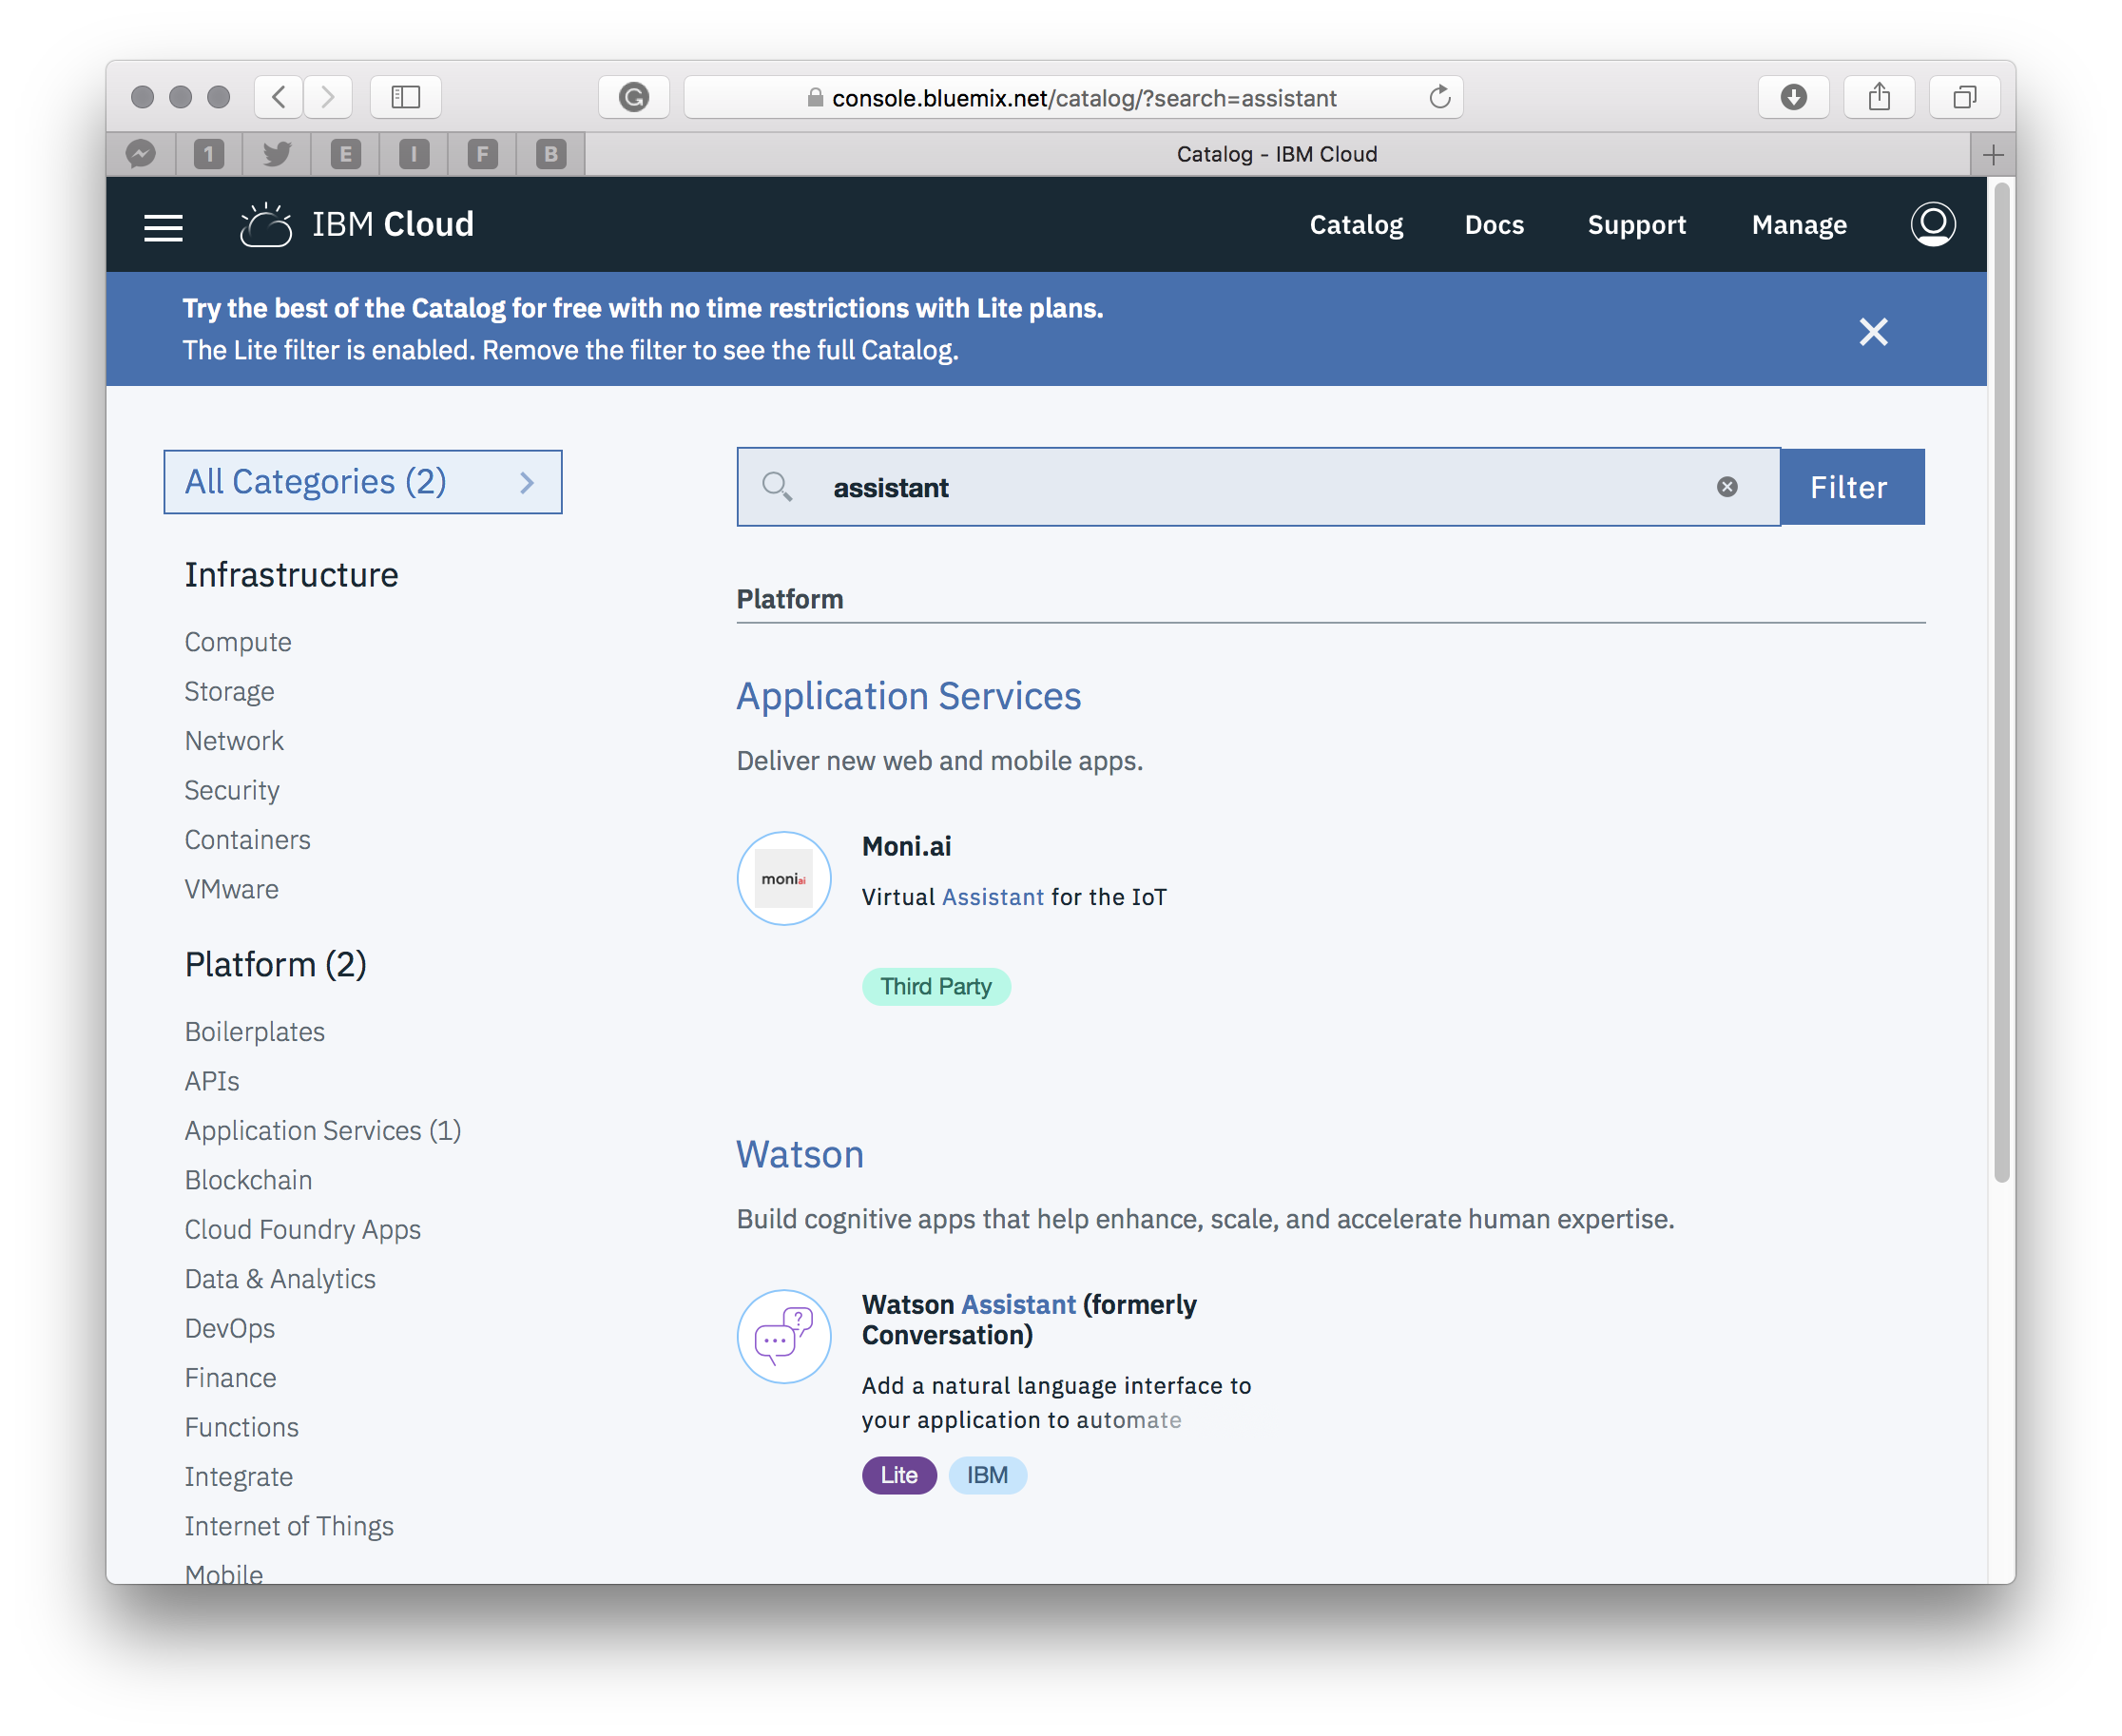 console.bluemix.net/catalog/?search=assistant
1
E
I
F
B
Catalog - IBM Cloud
IBM Cloud
Catalog
Docs
Support
Manage
Try the best of the Catalog for free with no time restrictions with Lite plans.
The Lite filter is enabled. Remove the filter to see the full Catalog.
All Categories (2)
Infrastructure
Compute
Storage
Network
Security
Containers
VMware
Platform (2)
Boilerplates
APIs
Application Services (1)
Blockchain
Cloud Foundry Apps
Data & Analytics
DevOps
Finance
Functions
Integrate
Internet of Things
Mobile
assistant
Filter
Platform
Application Services
Deliver new web and mobile apps.
moniai
Moni.ai
Virtual Assistant for the IoT
Third Party
Watson
Build cognitive apps that help enhance, scale, and accelerate human expertise.
?
Watson Assistant (formerly
Conversation)
Add a natural language interface to
your application to automate
Lite
IBM